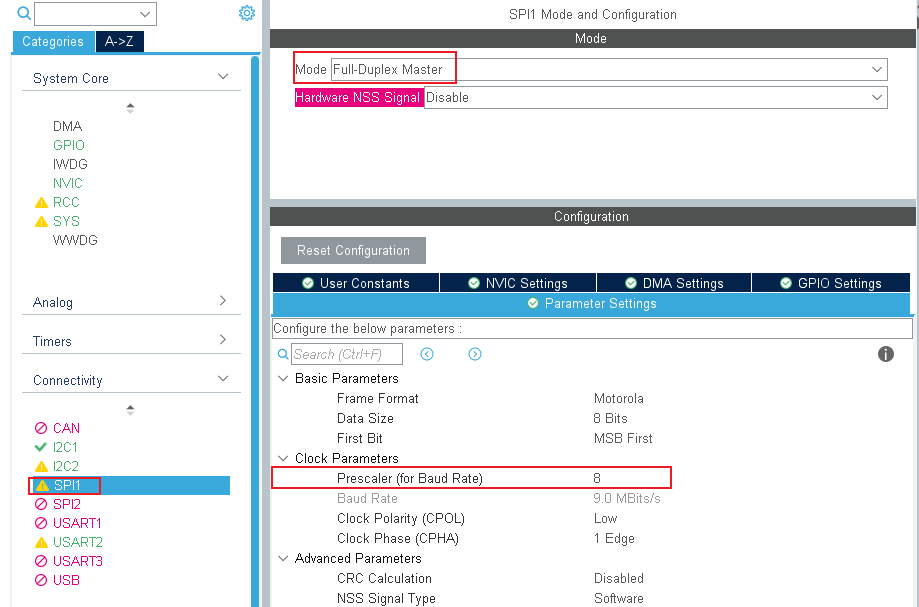 SPI1 Mode and Configuration
Categories A->Z
Mode
System Core
Mode Full-Duplex Master
Hardware NSS Signal Disable
DMA
GPIO
IWDG
NVIC
RCC
SYS
WWDG
Analog
Timers
Connectivity
CAN
I2C1
I2C2
SPI1
SPI2
USART1
USART2
USART3
USB
Configuration
Reset Configuration
User Constants NVIC Settings DMA Settings GPIO Settings
Parameter Settings
Configure the below parameters :
Search (Ctrl+F)
Basic Parameters
Frame Format Motorola
Data Size 8 Bits
First Bit MSB First
Clock Parameters
Prescaler (for Baud Rate) 8
Baud Rate 9.0 MBits/s
Clock Polarity (CPOL) Low
Clock Phase (CPHA) 1 Edge
Advanced Parameters
CRC Calculation Disabled
NSS Signal Type Software